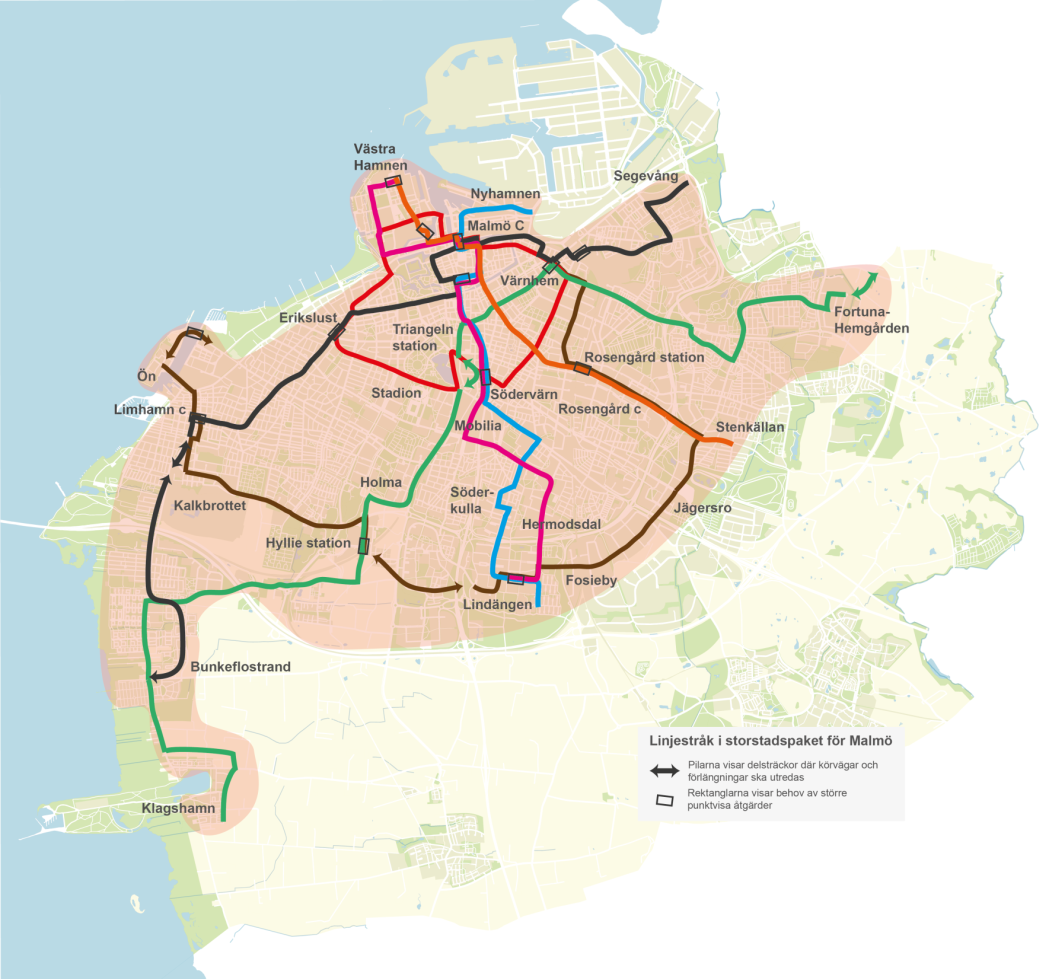 Västra
Hamnen
Segevång
Nyhamnen
Malmö C
Värnhem
Erikslust
Triangeln
station
Fortuna-
Hemgården
Rosengård station
Ön
Stadion
Södervärn
Rosengård c
Limhamn c
Mobilia
Stenkällan
Holma
Söder-
kulla
Kalkbrottet
Jägersro
Hermodsdal
Hyllie station
Fosieby
Lindängen
Bunkeflostrand
Linjestråk i storstadspaket för Malmö
Pilarna visar delsträckor där körvägar och
förlängningar ska utredas
Rektanglarna visar behov av större
punktvisa åtgärder
Klagshamn